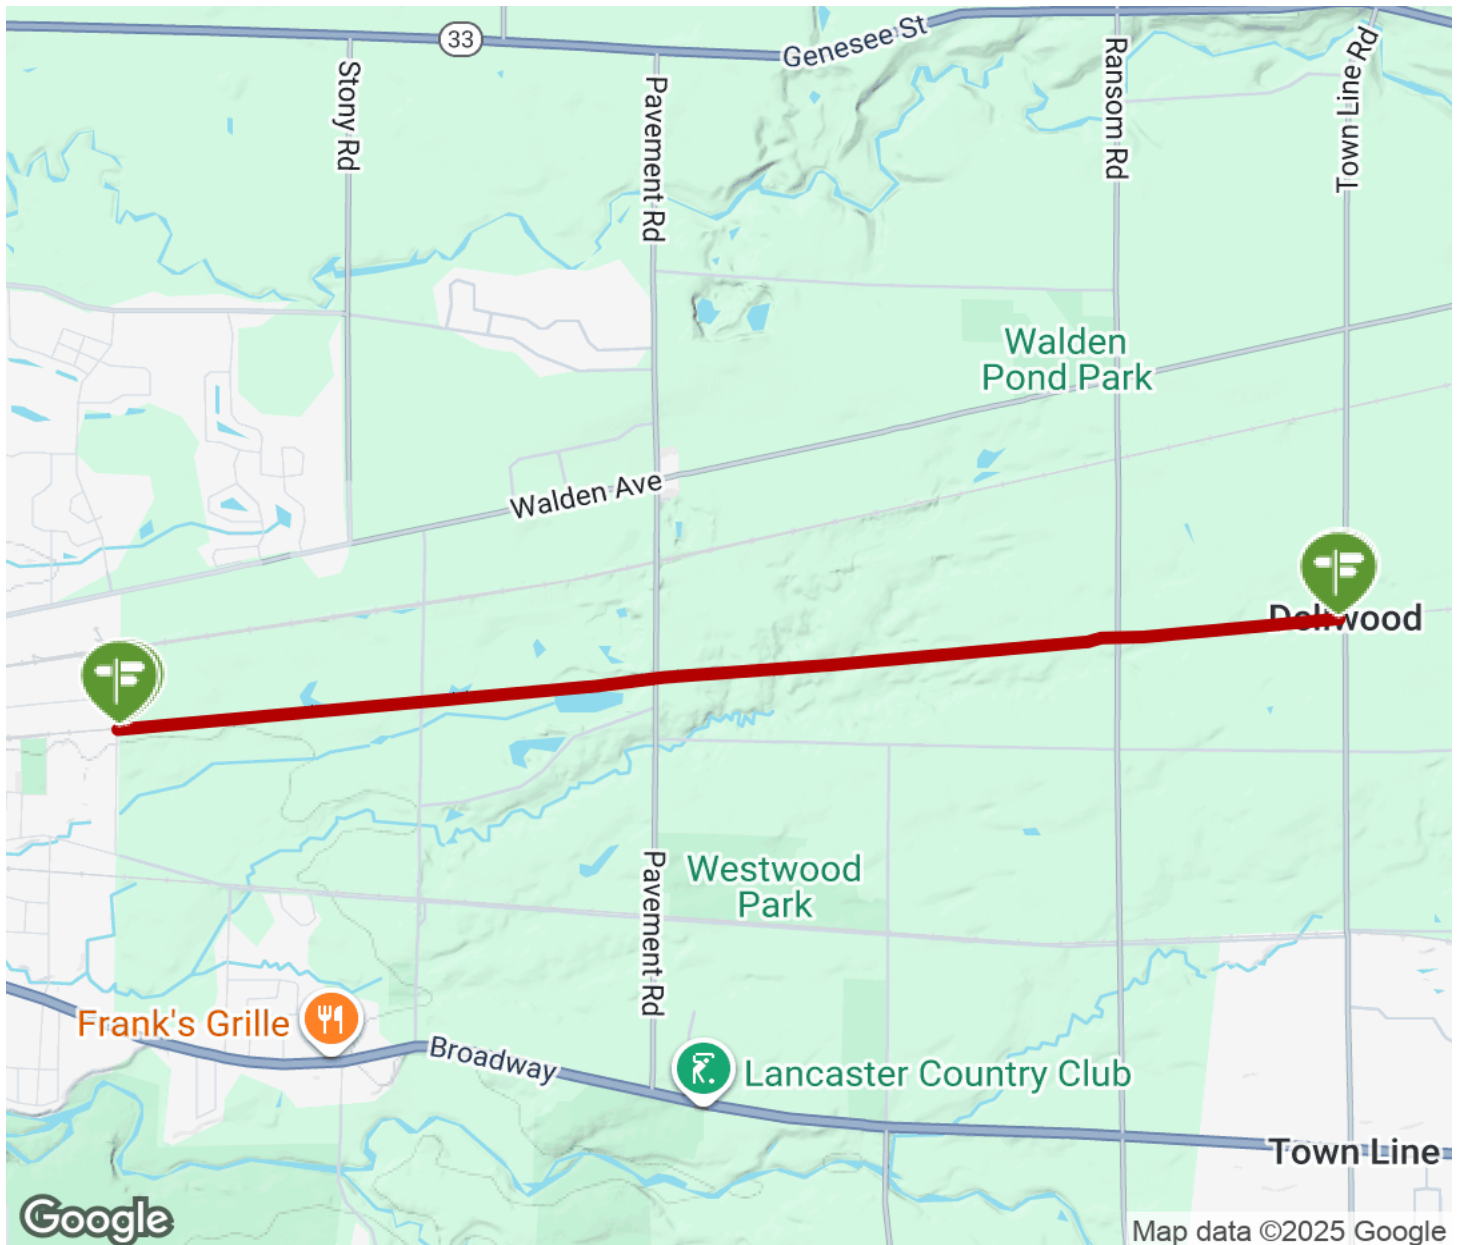 33
Genesee St
Stony Rd
Pavement Rd
Ransom Rd
Town Line Rd
Walden
Pond Park
Walden Ave
Dellwood
Westwood
Park
Pavement Rd
Frank's Grille
Broadway
Lancaster Country Club
Town Line
Google
Map data ©2025 Google